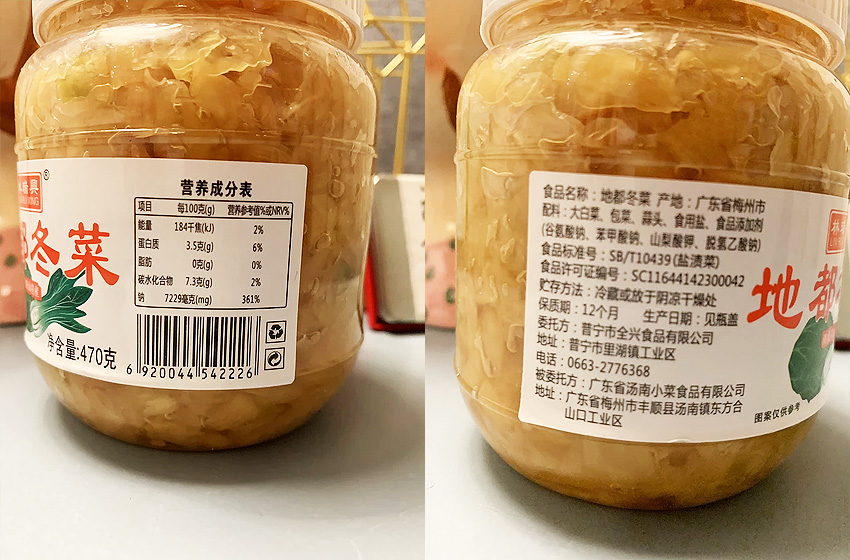 林晓興®
都冬菜
净含量:470克
营养成分表
项目 每100克(g) 营养参考值%或NRV%
能量 184千焦(kJ) 2%
蛋白质 3.5克(g) 6%
脂肪 0克(g) 0%
碳水化合物 7.3克(g) 2%
钠 7229毫克(mg) 361%
6 920044 542226
食品名称:地都冬菜 产地:广东省梅州市
配料:大白菜、包菜、蒜头、食用盐、食品添加剂
(谷氨酸钠、苯甲酸钠、山梨酸钾、脱氢乙酸钠)
食品标准号:SB/T10439(盐渍菜)
食品许可证编号:SC11644142300042
贮存方法:冷藏或放于阴凉干燥处
保质期:12个月 生产日期:见瓶盖
委托方:普宁市全兴食品有限公司
地址:普宁市里湖镇工业区
电话:0663-2776368
被委托方:广东省汤南小菜食品有限公司
地址:广东省梅州市丰顺县汤南镇东方合
山口工业区
地都
图案仅供参考